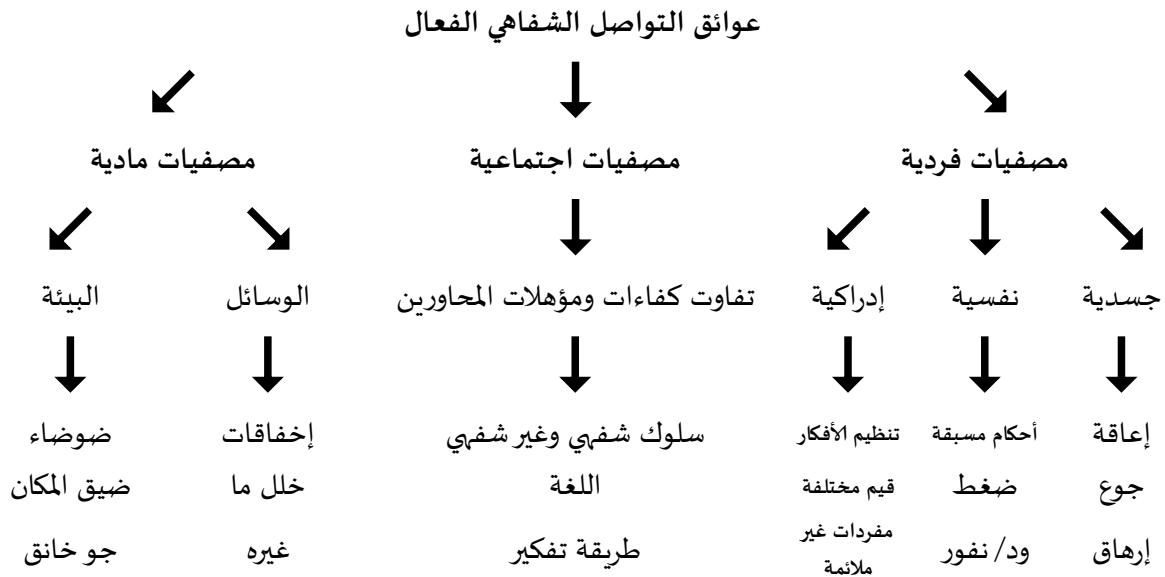 عوائق التواصل الشفاهي الفعال
مصفيات فردية
مصفيات اجتماعية
مصفيات مادية
جسدية
نفسية
إدراكية
تفاوت كفاءات ومؤهلات المحاورين
الوسائل
البيئة
إعاقة
أحكام مسبقة
تنظيم الأفكار
سلوك شفهي وغير شفهي
إخفاقات
ضوضاء
جوع
ضغط
قيم مختلفة
اللغة
خلل ما
ضيق المكان
إرهاق
ود/ نفور
مفردات غير
ملائمة
طريقة تفكير
غيره
جو خانق